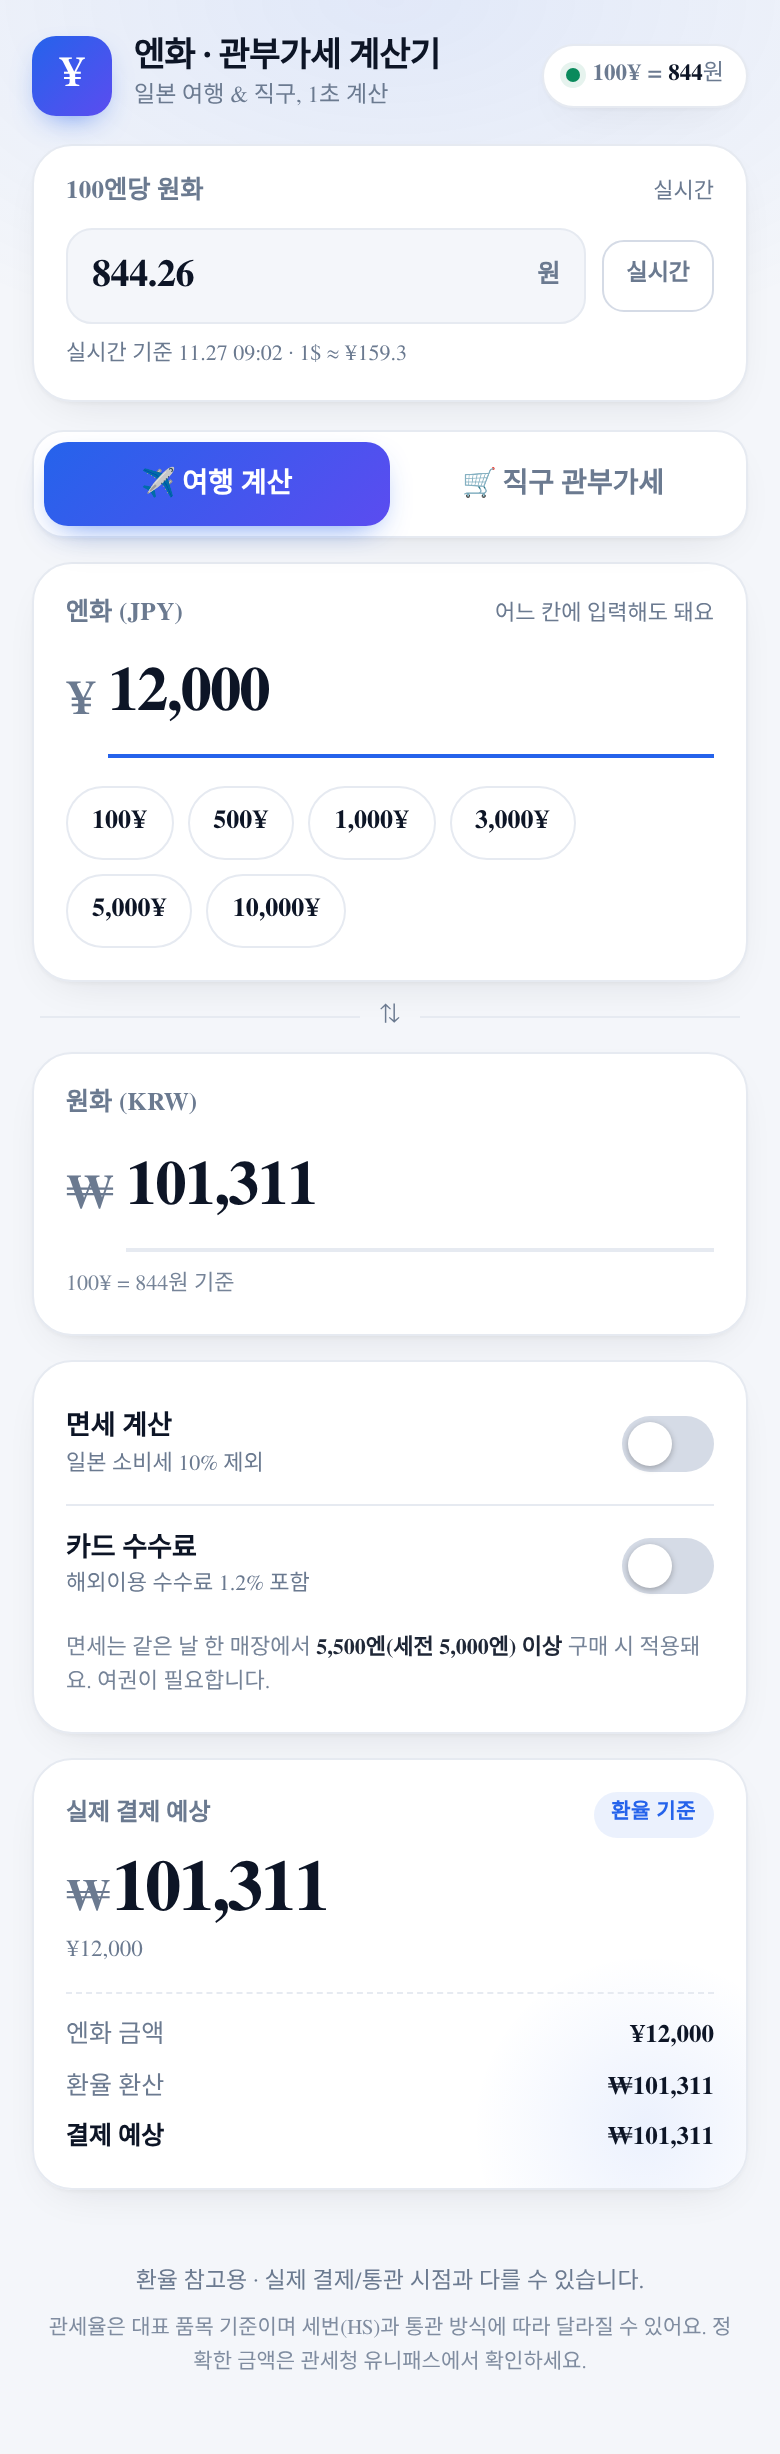 ¥
엔화 · 관부가세 계산기
일본 여행 & 직구, 1초 계산
100¥ = 844원
100엔당 원화
실시간
844.26
원
실시간
실시간 기준 11.27 09:02 · 1$ ≈ ¥159.3
✈️ 여행 계산
🛒 직구 관부가세
엔화 (JPY)
어느 칸에 입력해도 돼요
¥ 12,000
100¥
500¥
1,000¥
3,000¥
5,000¥
10,000¥
⇅
원화 (KRW)
₩ 101,311
100¥ = 844원 기준
면세 계산
일본 소비세 10% 제외
카드 수수료
해외이용 수수료 1.2% 포함
면세는 같은 날 한 매장에서 5,500엔(세전 5,000엔) 이상 구매 시 적용돼
요. 여권이 필요합니다.
실제 결제 예상
환율 기준
₩101,311
¥12,000
엔화 금액
¥12,000
환율 환산
₩101,311
결제 예상
₩101,311
환율 참고용 · 실제 결제/통관 시점과 다를 수 있습니다.
관세율은 대표 품목 기준이며 세번(HS)과 통관 방식에 따라 달라질 수 있어요. 정
확한 금액은 관세청 유니패스에서 확인하세요.